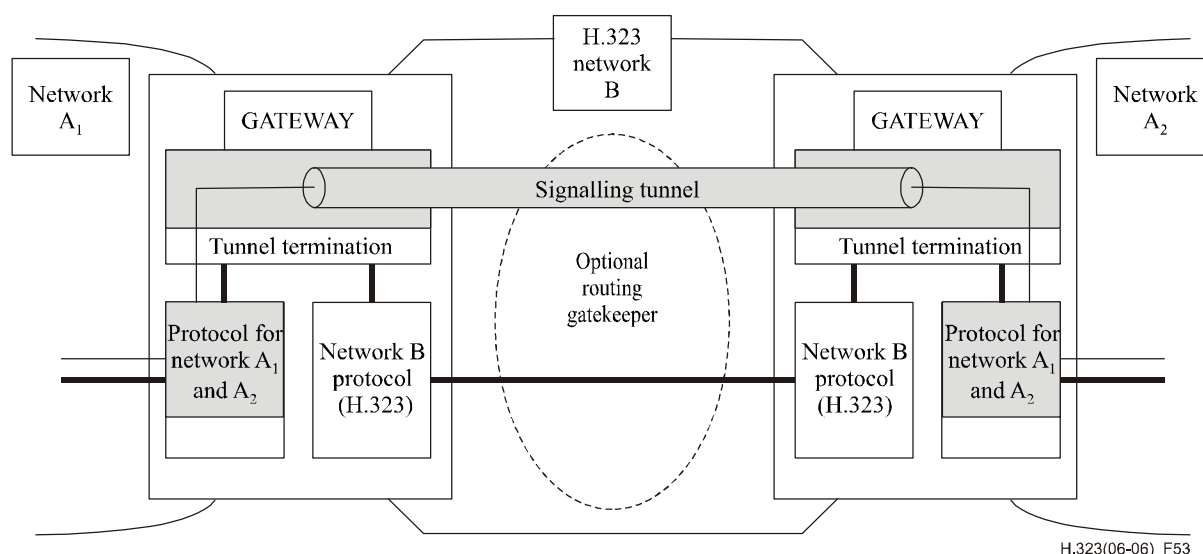 H.323
network
B
Network
A₁
GATEWAY
GATEWAY
Network
A₂
Signalling tunnel
Tunnel termination
Tunnel termination
Optional
routing
gatekeeper
Protocol for
network A₁
and A₂
Network B
protocol
(H.323)
Network B
protocol
(H.323)
Protocol for
network A₁
and A₂
H.323(06-06)_F53